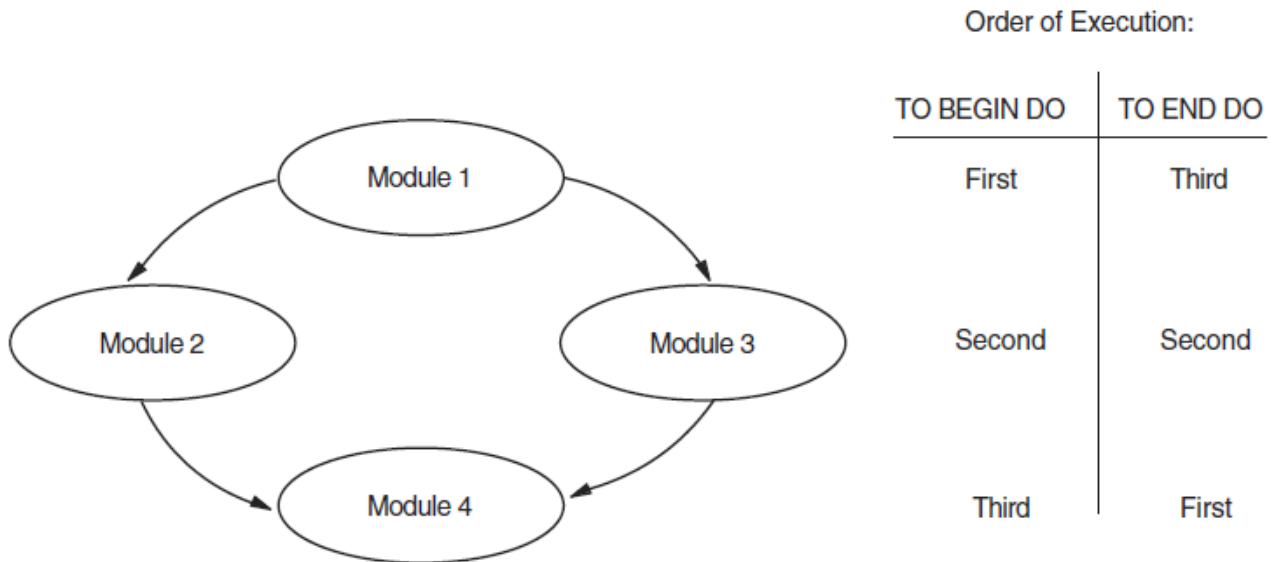 Order of Execution:
TO BEGIN DO TO END DO
Module 1 First Third
Module 2 Module 3 Second Second
Module 4 Third First